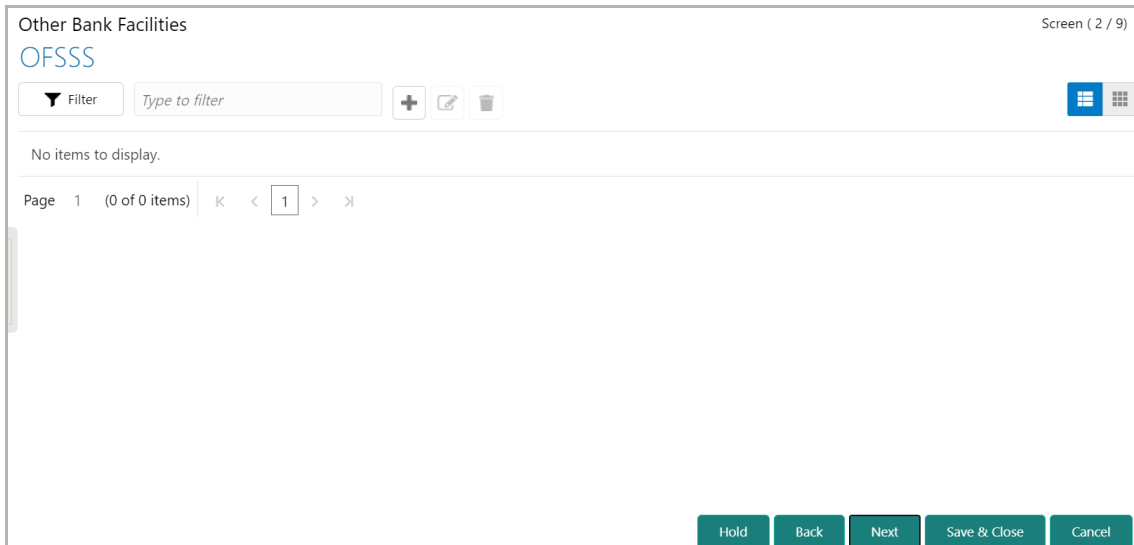 Other Bank Facilities Screen ( 2 / 9)
OFSSS
Filter Type to filter
No items to display.
Page 1 (0 of 0 items) 1
Hold Back Next Save & Close Cancel